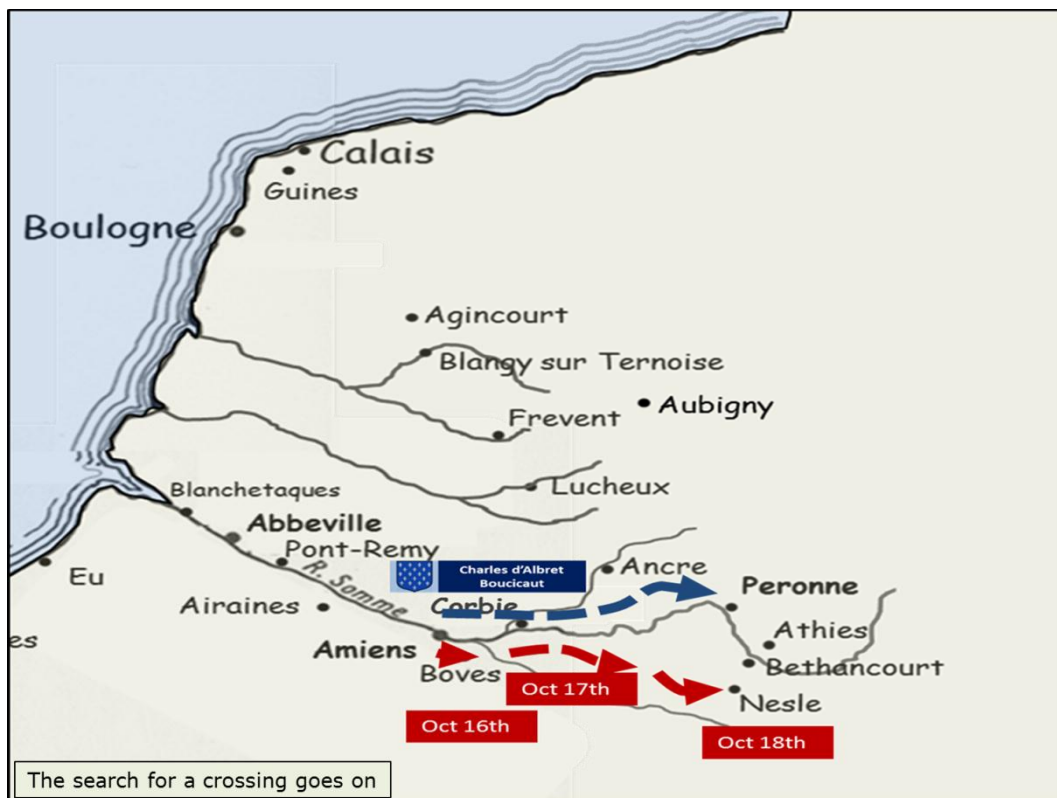 Calais
Guines
Boulogne
Agincourt
Blangy sur Ternoise
Aubigny
Frevent
Lucheux
Blanchetaques
Abbeville
Pont-Remy
R. Somme
Charles d'Albret
Boucicaut
Ancre
Eu
Airaines
Corbie
Peronne
es
Athies
Amiens
Boves
Bethancourt
Oct 17th
Nesle
Oct 16th
Oct 18th
The search for a crossing goes on